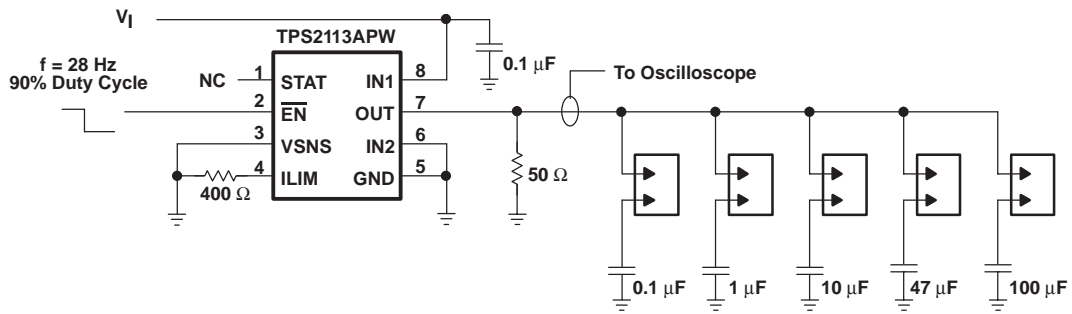 VI
f = 28 Hz
90% Duty Cycle
TPS2113APW
0.1 μF
NC
1 STAT IN1 8
2 EN OUT 7
3 VSNS IN2 6
4 ILIM GND 5
400 Ω
50 Ω
To Oscilloscope
0.1 μF
1 μF
10 μF
47 μF
100 μF